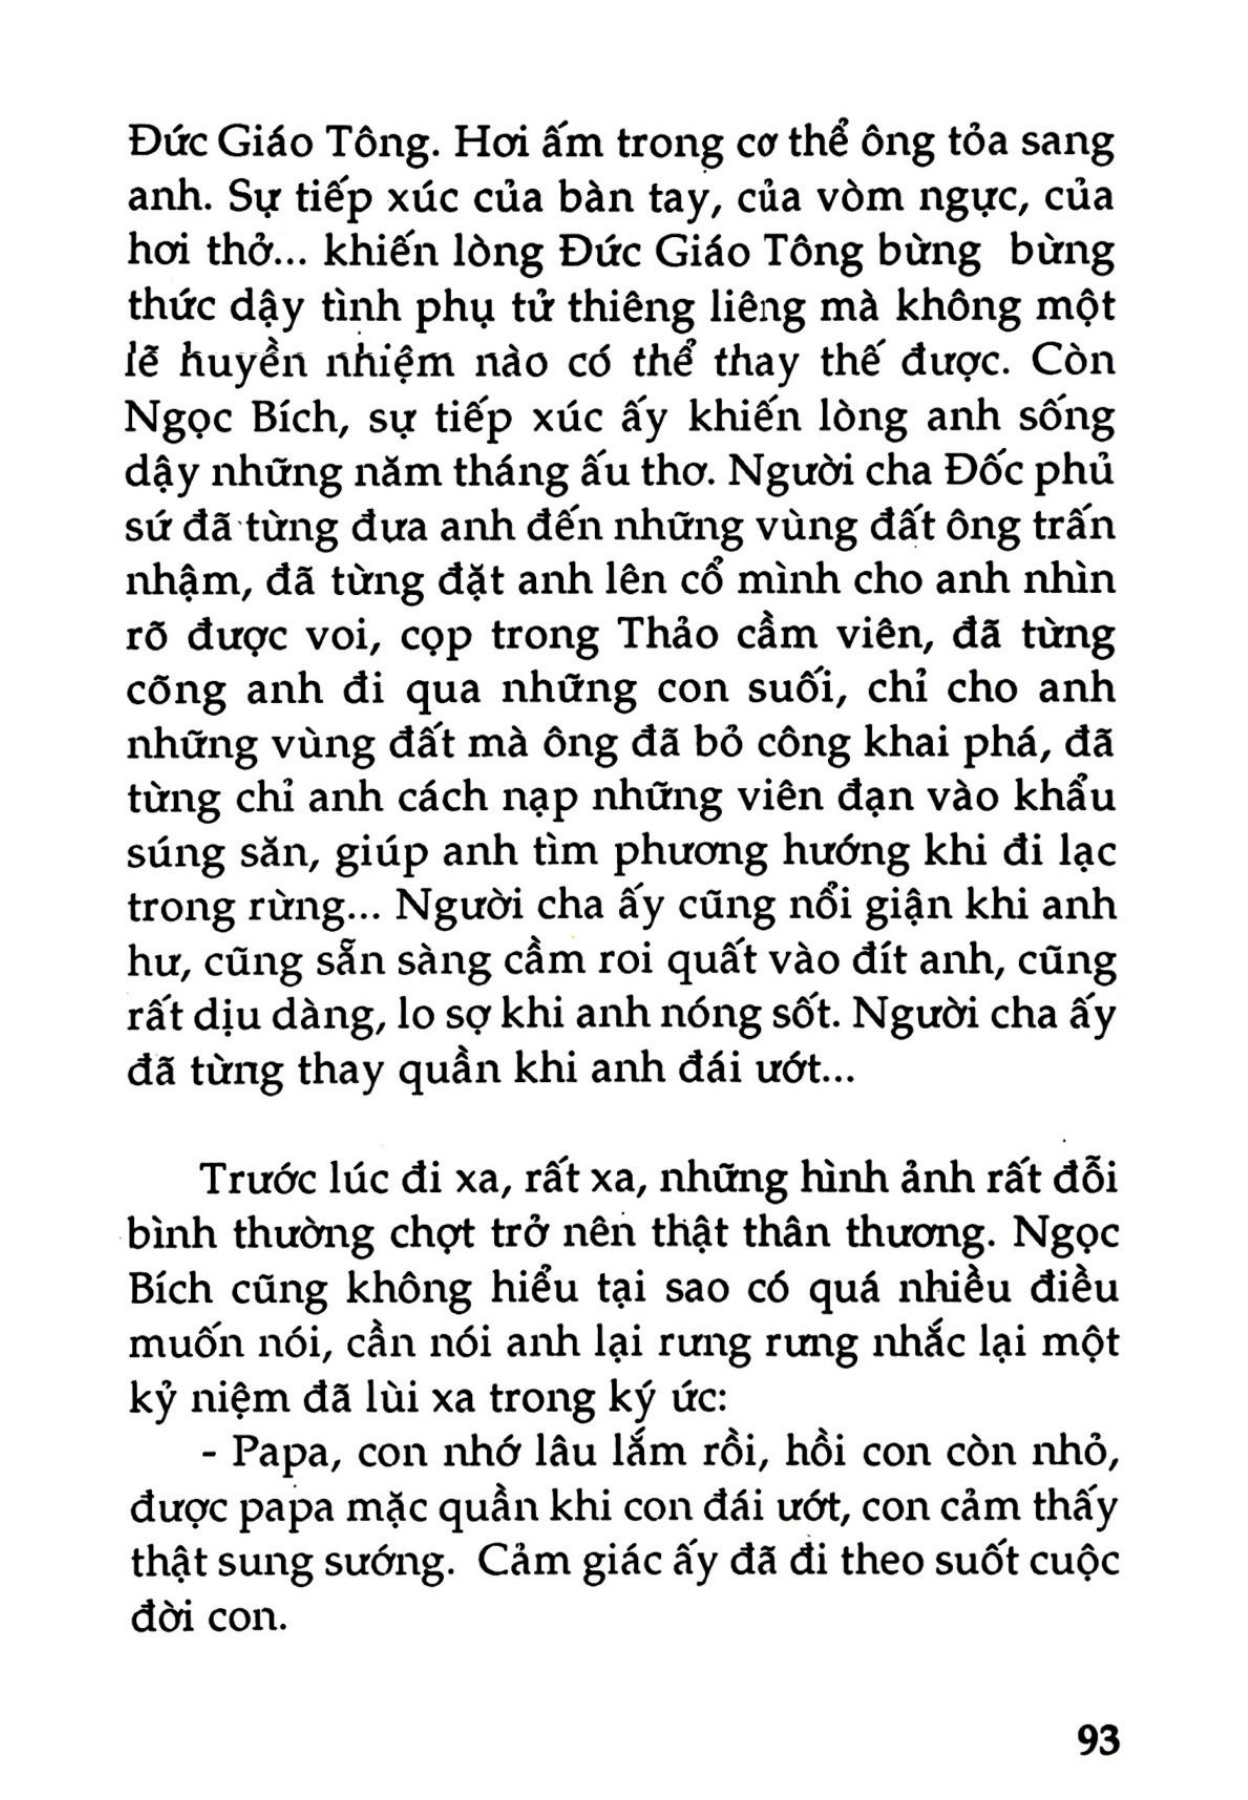 Đức Giáo Tông. Hơi ấm trong cơ thể ông tỏa sang
anh. Sự tiếp xúc của bàn tay, của vòm ngực, của
hơi thở... khiến lòng Đức Giáo Tông bừng bừng
thức dậy tình phụ tử thiêng liêng mà không một
lẽ huyền nhiệm nào có thể thay thế được. Còn
Ngọc Bích, sự tiếp xúc ấy khiến lòng anh sống
dậy những năm tháng ấu thơ. Người cha Đốc phủ
sứ đã từng đưa anh đến những vùng đất ông trấn
nhậm, đã từng đặt anh lên cổ mình cho anh nhìn
rõ được voi, cọp trong Thảo cầm viên, đã từng
cõng anh đi qua những con suối, chỉ cho anh
những vùng đất mà ông đã bỏ công khai phá, đã
từng chỉ anh cách nạp những viên đạn vào khẩu
súng săn, giúp anh tìm phương hướng khi đi lạc
trong rừng... Người cha ấy cũng nổi giận khi anh
hư, cũng sẵn sàng cầm roi quất vào đít anh, cũng
rất dịu dàng, lo sợ khi anh nóng sốt. Người cha ấy
đã từng thay quần khi anh đái ướt...
Trước lúc đi xa, rất xa, những hình ảnh rất đỗi
bình thường chợt trở nên thật thân thương. Ngọc
Bích cũng không hiểu tại sao có quá nhiều điều
muốn nói, cần nói anh lại rưng rưng nhắc lại một
kỷ niệm đã lùi xa trong ký ức:
- Papa, con nhớ lâu lắm rồi, hồi con còn nhỏ,
được papa mặc quần khi con đái ướt, con cảm thấy
thật sung sướng. Cảm giác ấy đã đi theo suốt cuộc
đời con.
93